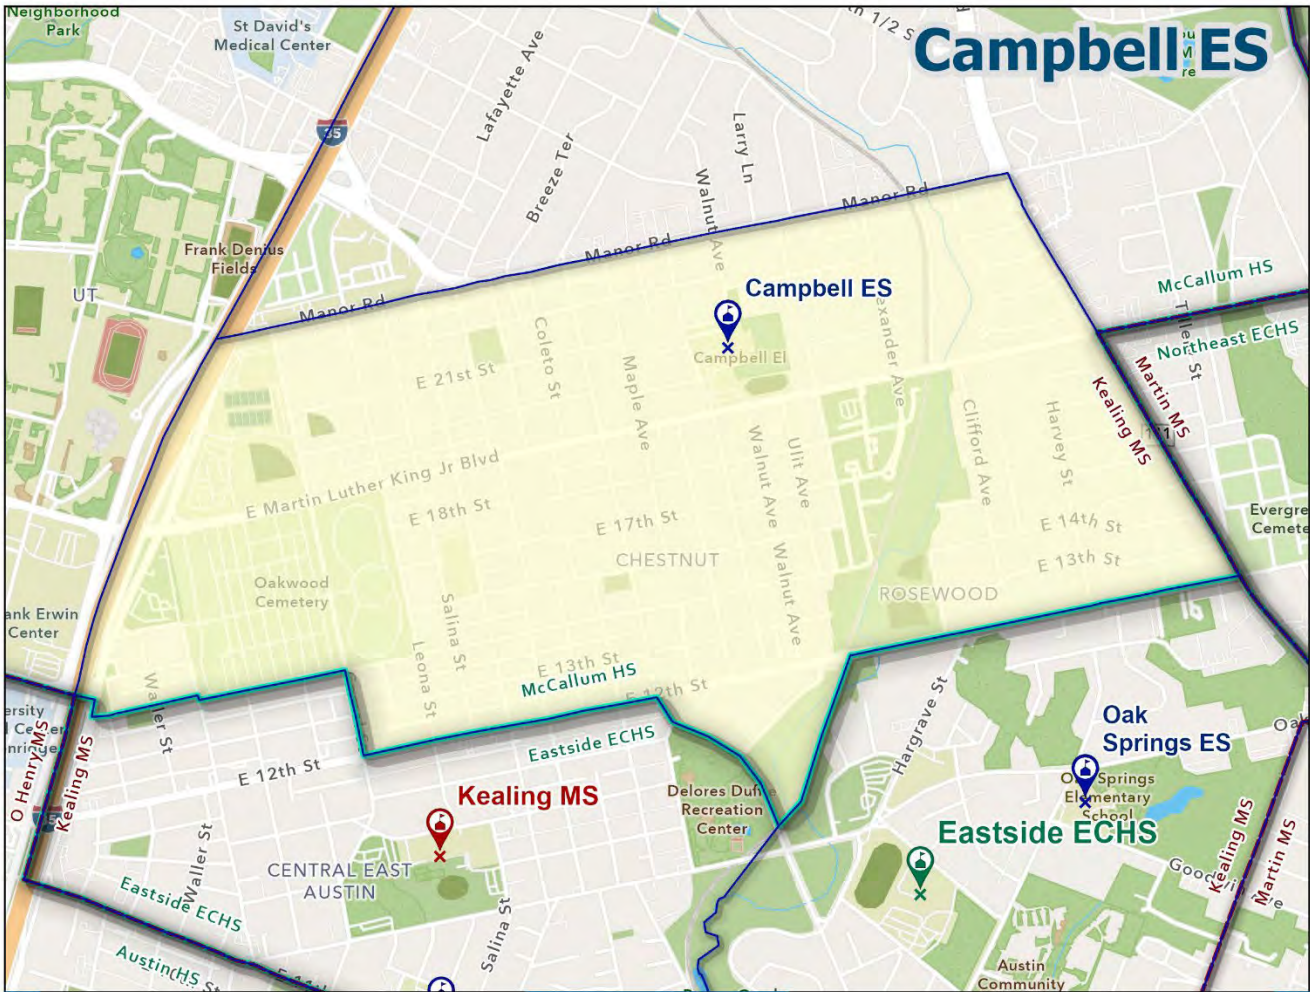 Neighborhood
Park
St David's
Medical Center
Campbell ES
Lafayette Ave
Breeze Ter
Larry Ln
Walnut Ave
35
Manor Rd
Manor Rd
Manor Rd
Frank Denius
Fields
UT
McCallum HS
Northeast ECHS
Martin MS
Kealing MS
Campbell ES
Campbell El
E 21st St
Coleto St
Maple Ave
Walnut Ave
Ulit Ave
Clifford Ave
Harvey St
E Martin Luther King Jr Blvd
E 18th St
E 17th St
E 14th St
E 13th St
CHESTNUT
Walnut Ave
ROSEWOOD
Oakwood
Cemetery
Salina St
Leona St
E 13th St
McCallum HS
E 12th St
Eastside ECHS
Waller St
E 12th St
O Henry MS
Kealing MS
Hargrave St
Oak
Springs ES
Springs
Elementary
School
Kealing MS
Delores Duffie
Recreation
Center
Eastside ECHS
Kealing MS
Martin MS
CENTRAL EAST
AUSTIN
Waller St
Eastside ECHS
Salina St
Austin HS
Austin
Community